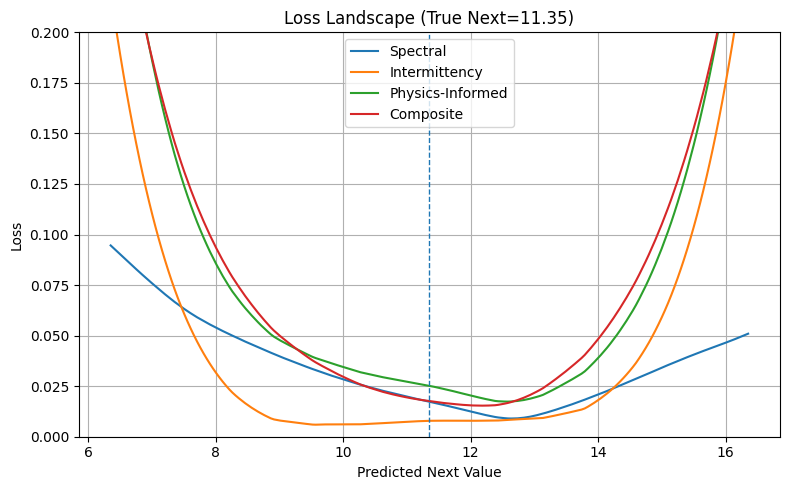 Loss Landscape (True Next=11.35)
0.200
0.175
0.150
0.125
0.100
0.075
0.050
0.025
0.000
Loss
Spectral
Intermittency
Physics-Informed
Composite
6
8
10
12
14
16
Predicted Next Value